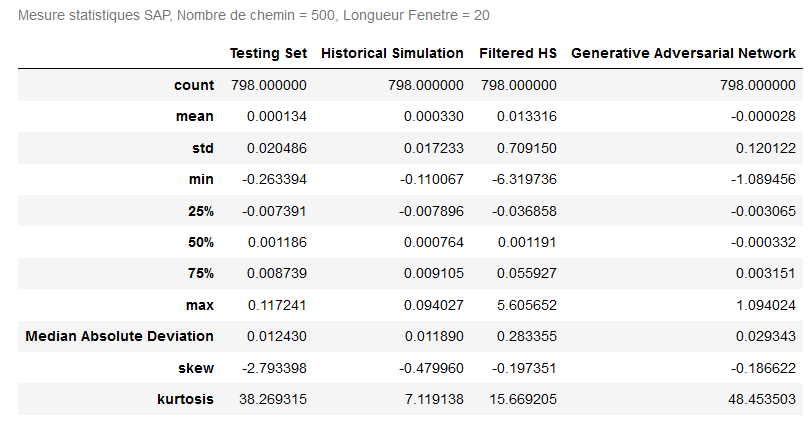 Mesure statistiques SAP, Nombre de chemin = 500, Longueur Fenetre = 20
Testing Set Historical Simulation Filtered HS Generative Adversarial Network
count 798.000000 798.000000 798.000000 798.000000
mean 0.000134 0.000330 0.013316 -0.000028
std 0.020486 0.017233 0.709150 0.120122
min -0.263394 -0.110067 -6.319736 -1.089456
25% -0.007391 -0.007896 -0.036858 -0.003065
50% 0.001186 0.000764 0.001191 -0.000332
75% 0.008739 0.009105 0.055927 0.003151
max 0.117241 0.094027 5.605652 1.094024
Median Absolute Deviation 0.012430 0.011890 0.283355 0.029343
skew -2.793398 -0.479960 -0.197351 -0.186622
kurtosis 38.269315 7.119138 15.669205 48.453503